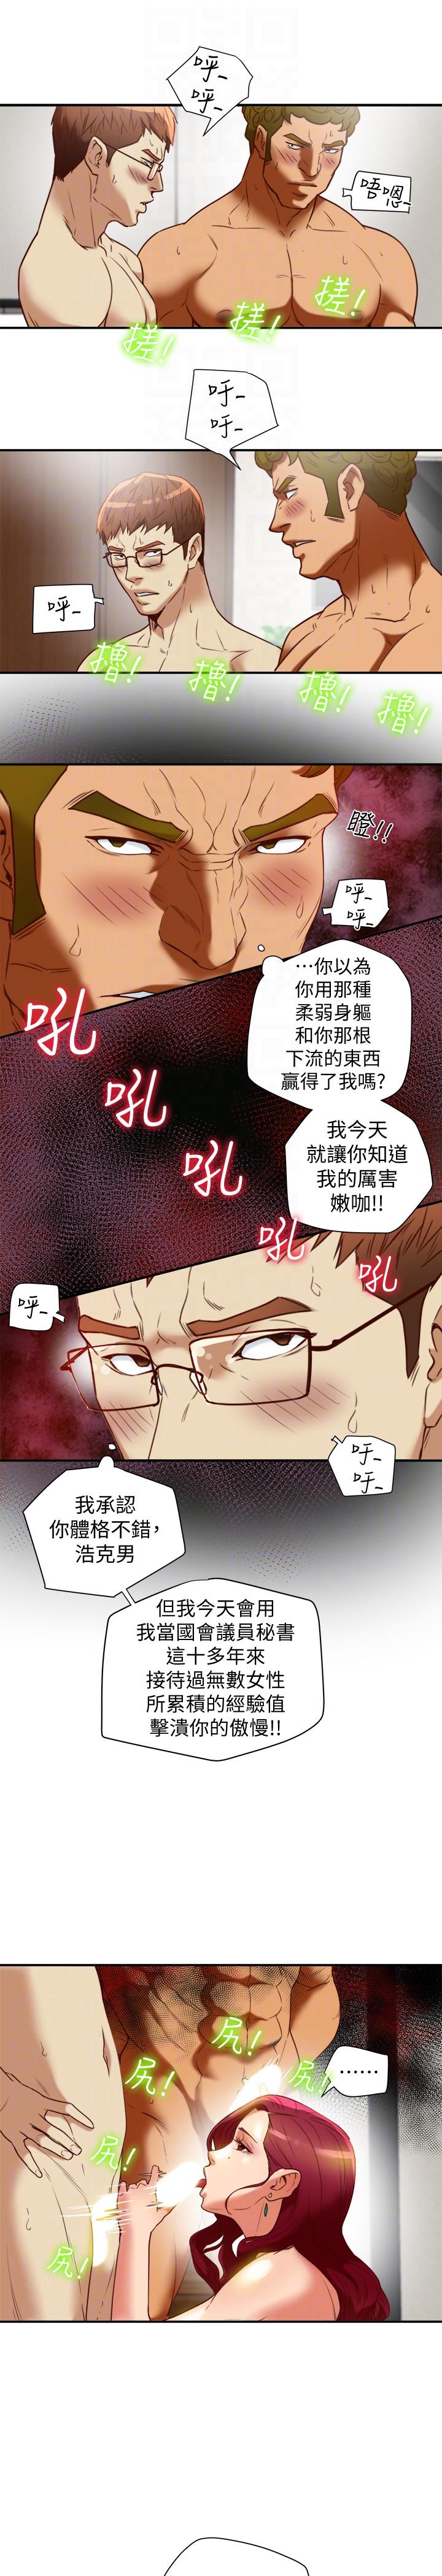 呼-
呼-
唔嗯-
搓!
搓!
搓!
吁-
吁-
呼-
擼!
擼!
擼!
擼!
瞪!!
呼-
呼-
…你以為
你用那種
柔弱身軀
和你那根
下流的東西
贏得了我嗎?
我今天
就讓你知道
我的厲害
嫩咖!!
吼
吼
吼
吼
吼
呼-
吁-
吁-
我承認
你體格不錯,
浩克男
但我今天會用
我當國會議員秘書
這十多年來
接待過無數女性
所累積的經驗值
擊潰你的傲慢!!
尻!
尻!
尻!
尻!
尻!
……